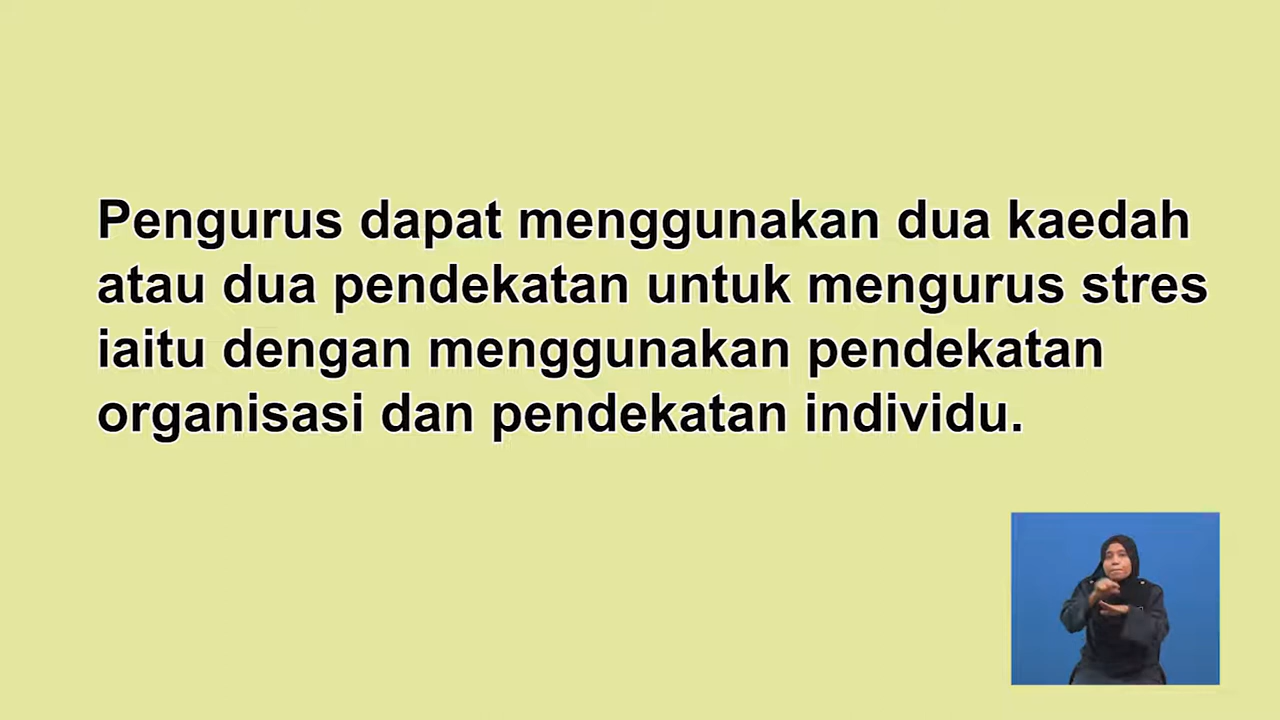 Pengurus dapat menggunakan dua kaedah
atau dua pendekatan untuk mengurus stres
iaitu dengan menggunakan pendekatan
organisasi dan pendekatan individu.